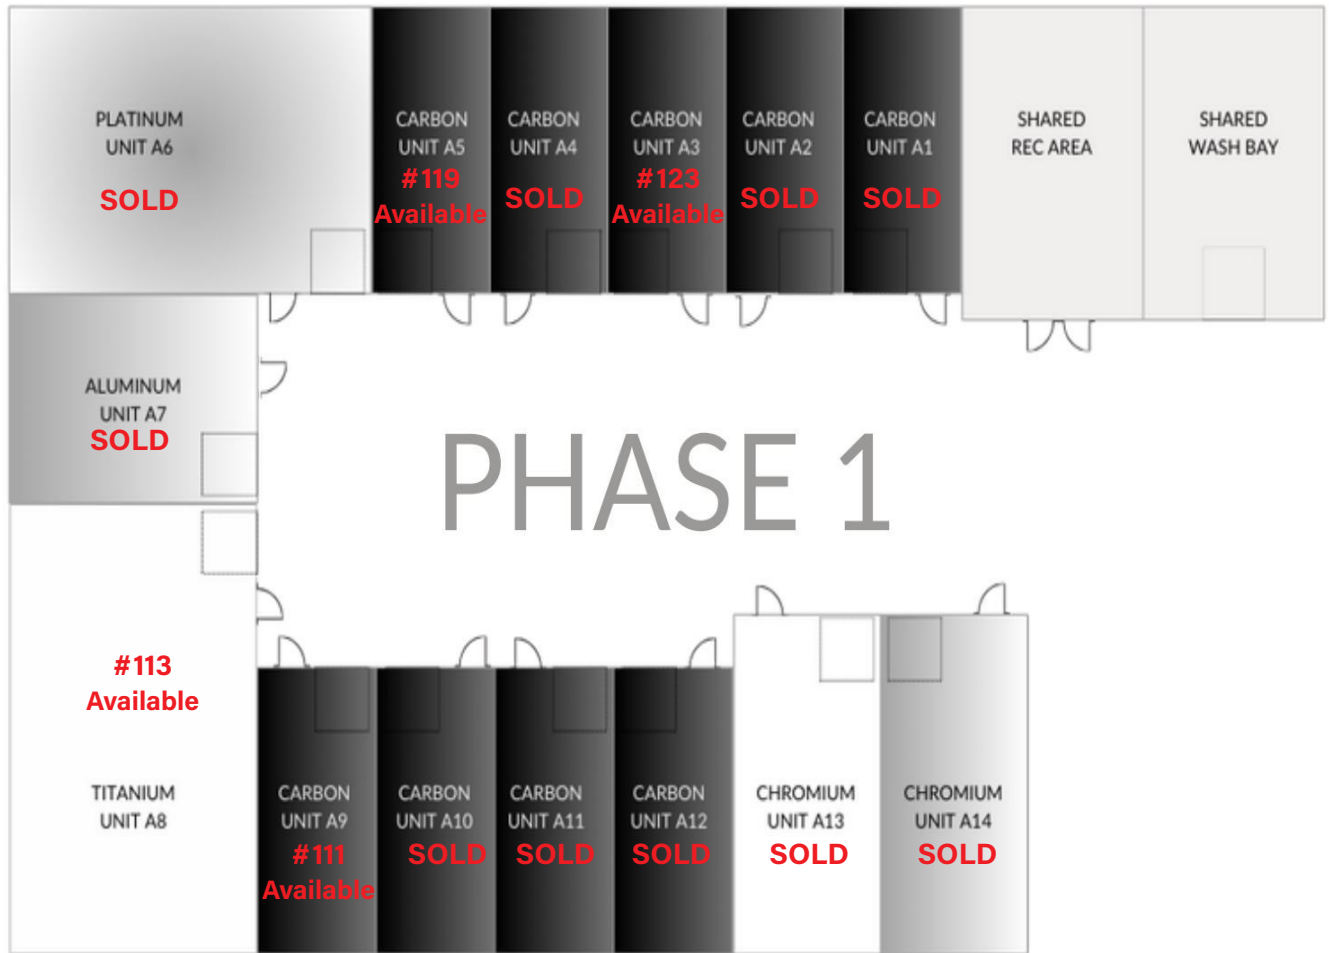 PLATINUM
UNIT A6
SOLD
CARBON
UNIT A5
#119
Available
CARBON
UNIT A4
SOLD
CARBON
UNIT A3
#123
Available
CARBON
UNIT A2
SOLD
CARBON
UNIT A1
SOLD
SHARED
REC AREA
SHARED
WASH BAY
ALUMINUM
UNIT A7
SOLD
PHASE 1
#113
Available
TITANIUM
UNIT A8
CARBON
UNIT A9
#111
Available
CARBON
UNIT A10
SOLD
CARBON
UNIT A11
SOLD
CARBON
UNIT A12
SOLD
CHROMIUM
UNIT A13
SOLD
CHROMIUM
UNIT A14
SOLD